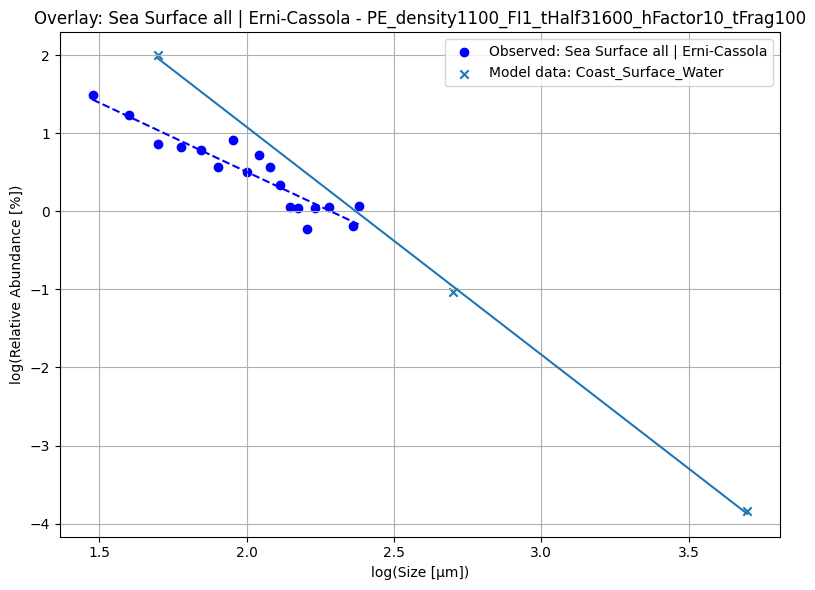 Overlay: Sea Surface all | Erni-Cassola - PE_density1100_FI1_tHalf31600_hFactor10_tFrag100
Observed: Sea Surface all | Erni-Cassola
Model data: Coast_Surface_Water
log(Relative Abundance [%])
2
1
0
−1
−2
−3
−4
1.5
2.0
2.5
3.0
3.5
log(Size [μm])